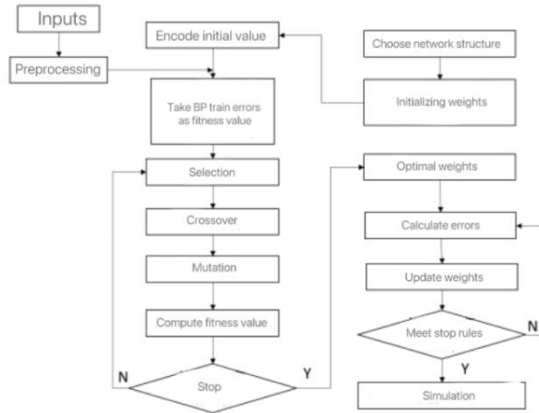 Inputs
Preprocessing
Encode initial value
Take BP train errors
as fitness value
Selection
Crossover
Mutation
Compute fitness value
Stop
N
Y
Choose network structure
Initializing weights
Optimal weights
Calculate errors
Update weights
Meet stop rules
N
Y
Simulation